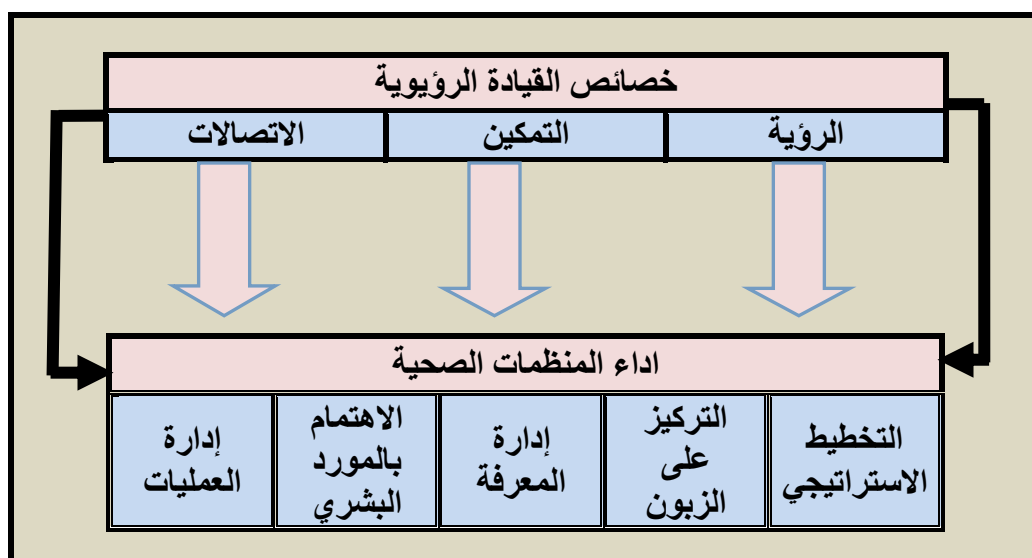 خصائص القيادة الرؤيوية
الرؤية
التمكين
الاتصالات
اداء المنظمات الصحية
التخطيط
الاستراتيجي
التركيز
على
الزبون
إدارة
المعرفة
الاهتمام
بالمورد
البشري
إدارة
العمليات